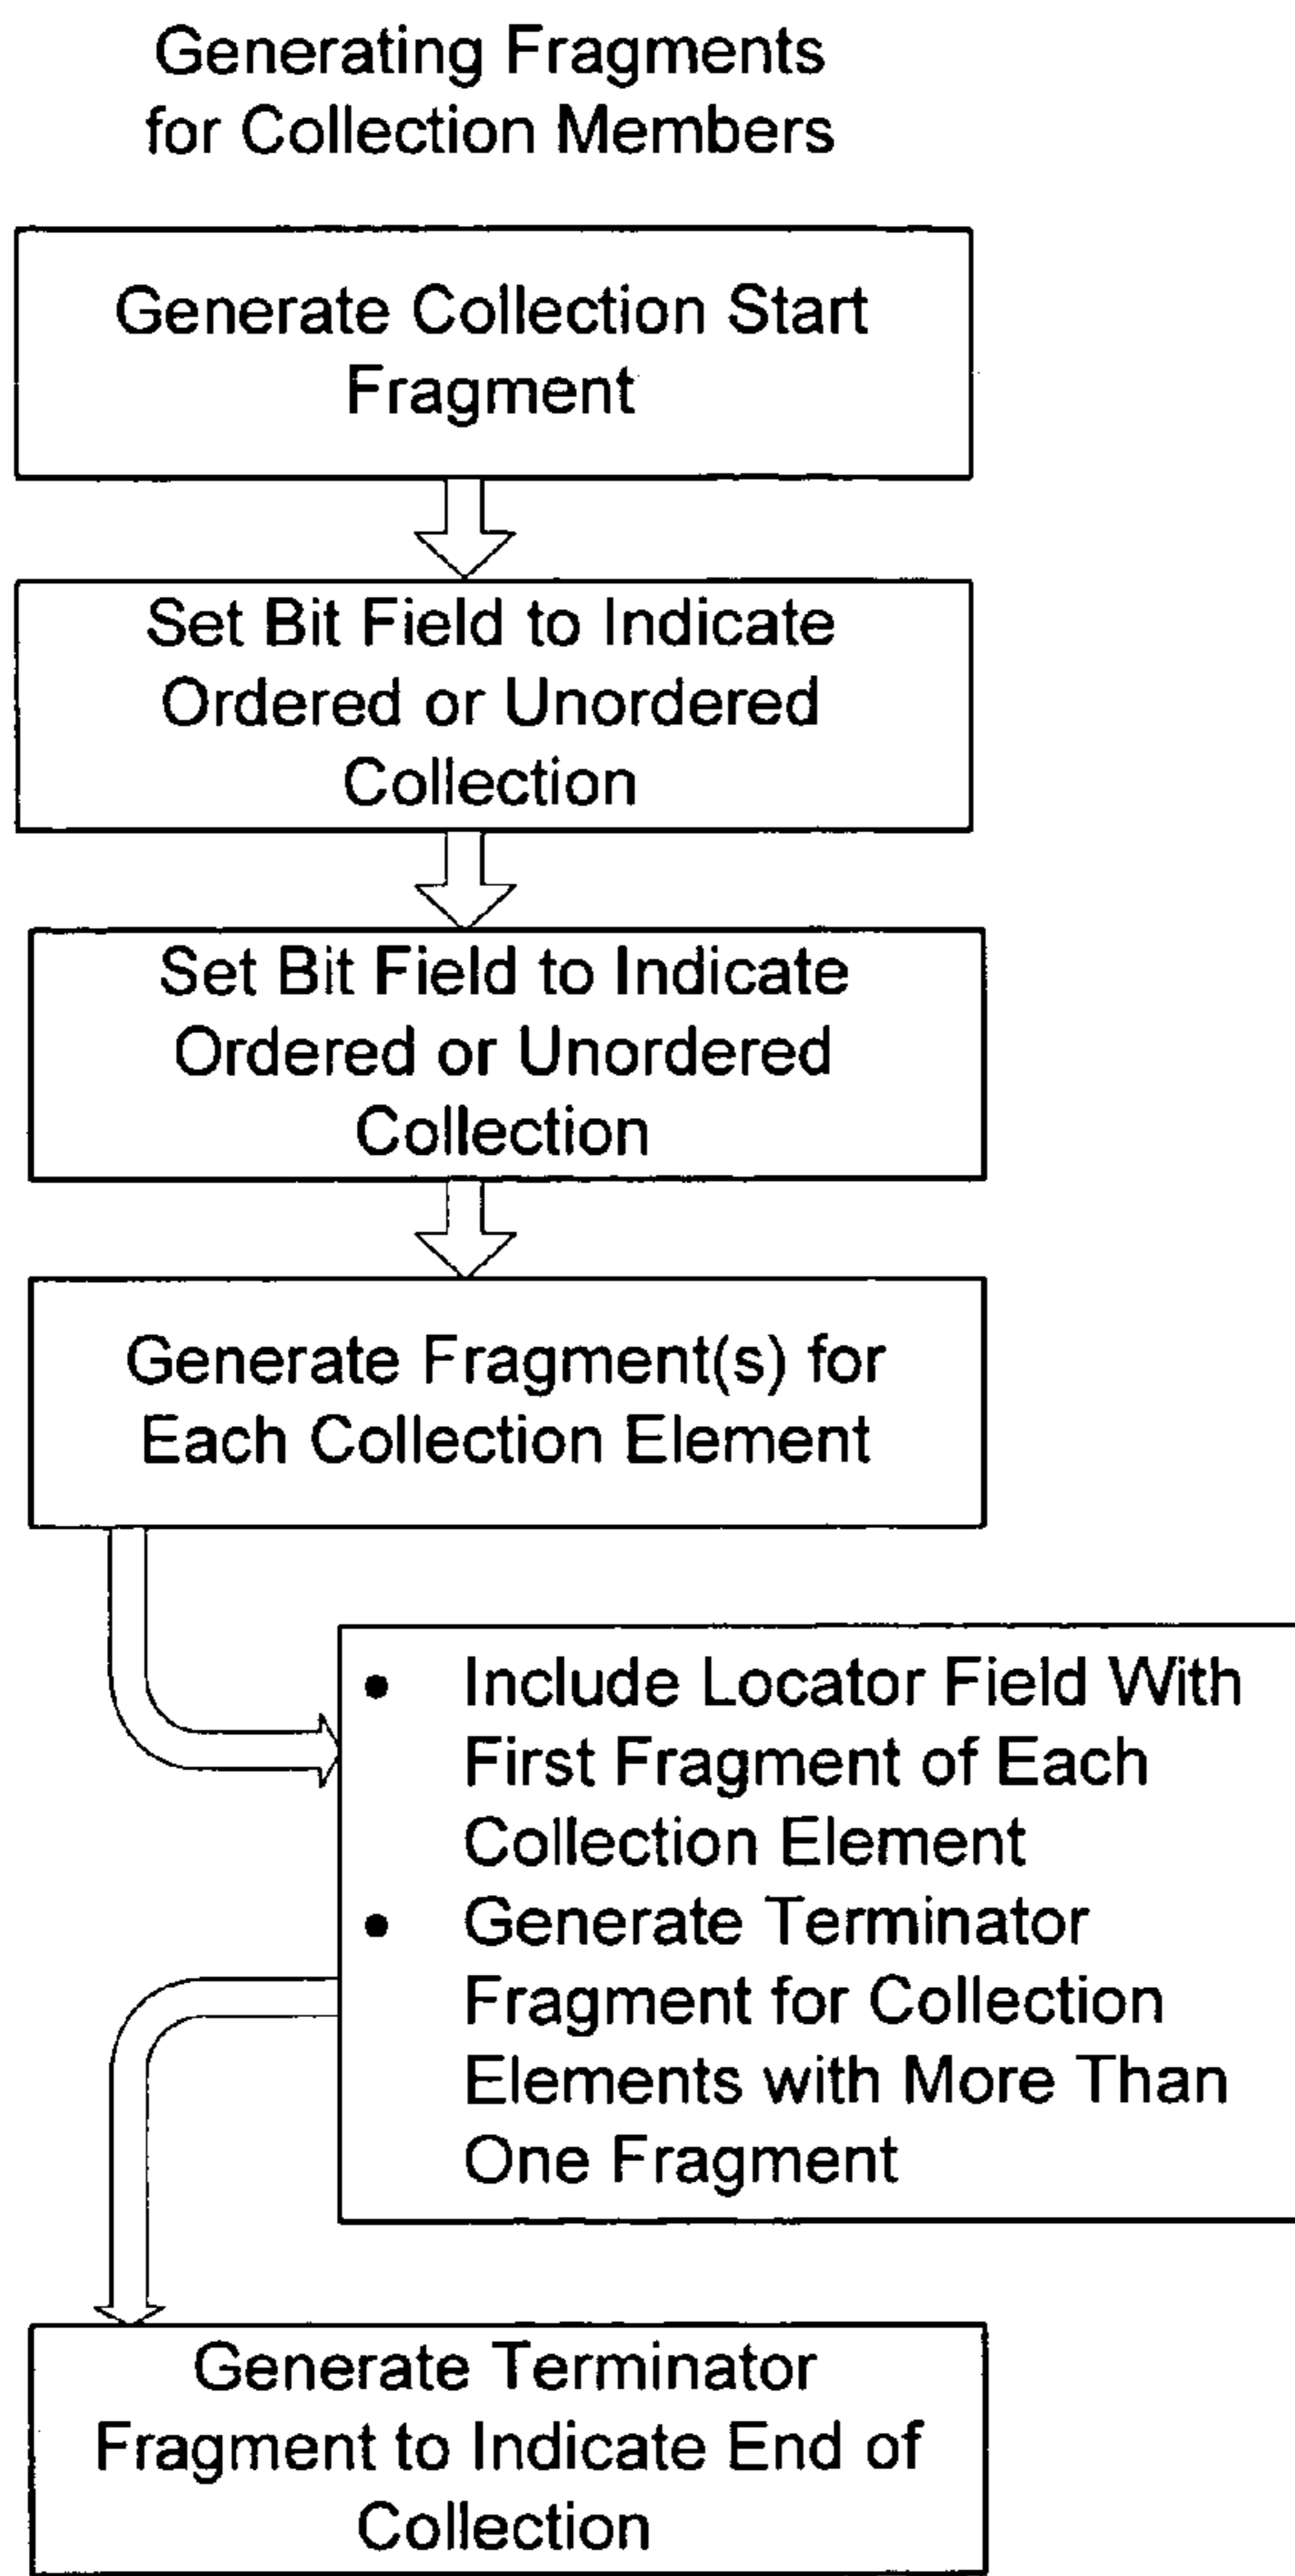 Generating Fragments
for Collection Members
Generate Collection Start
Fragment
Set Bit Field to Indicate
Ordered or Unordered
Collection
Set Bit Field to Indicate
Ordered or Unordered
Collection
Generate Fragment(s) for
Each Collection Element
• Include Locator Field With
First Fragment of Each
Collection Element
• Generate Terminator
Fragment for Collection
Elements with More Than
One Fragment
Generate Terminator
Fragment to Indicate End of
Collection